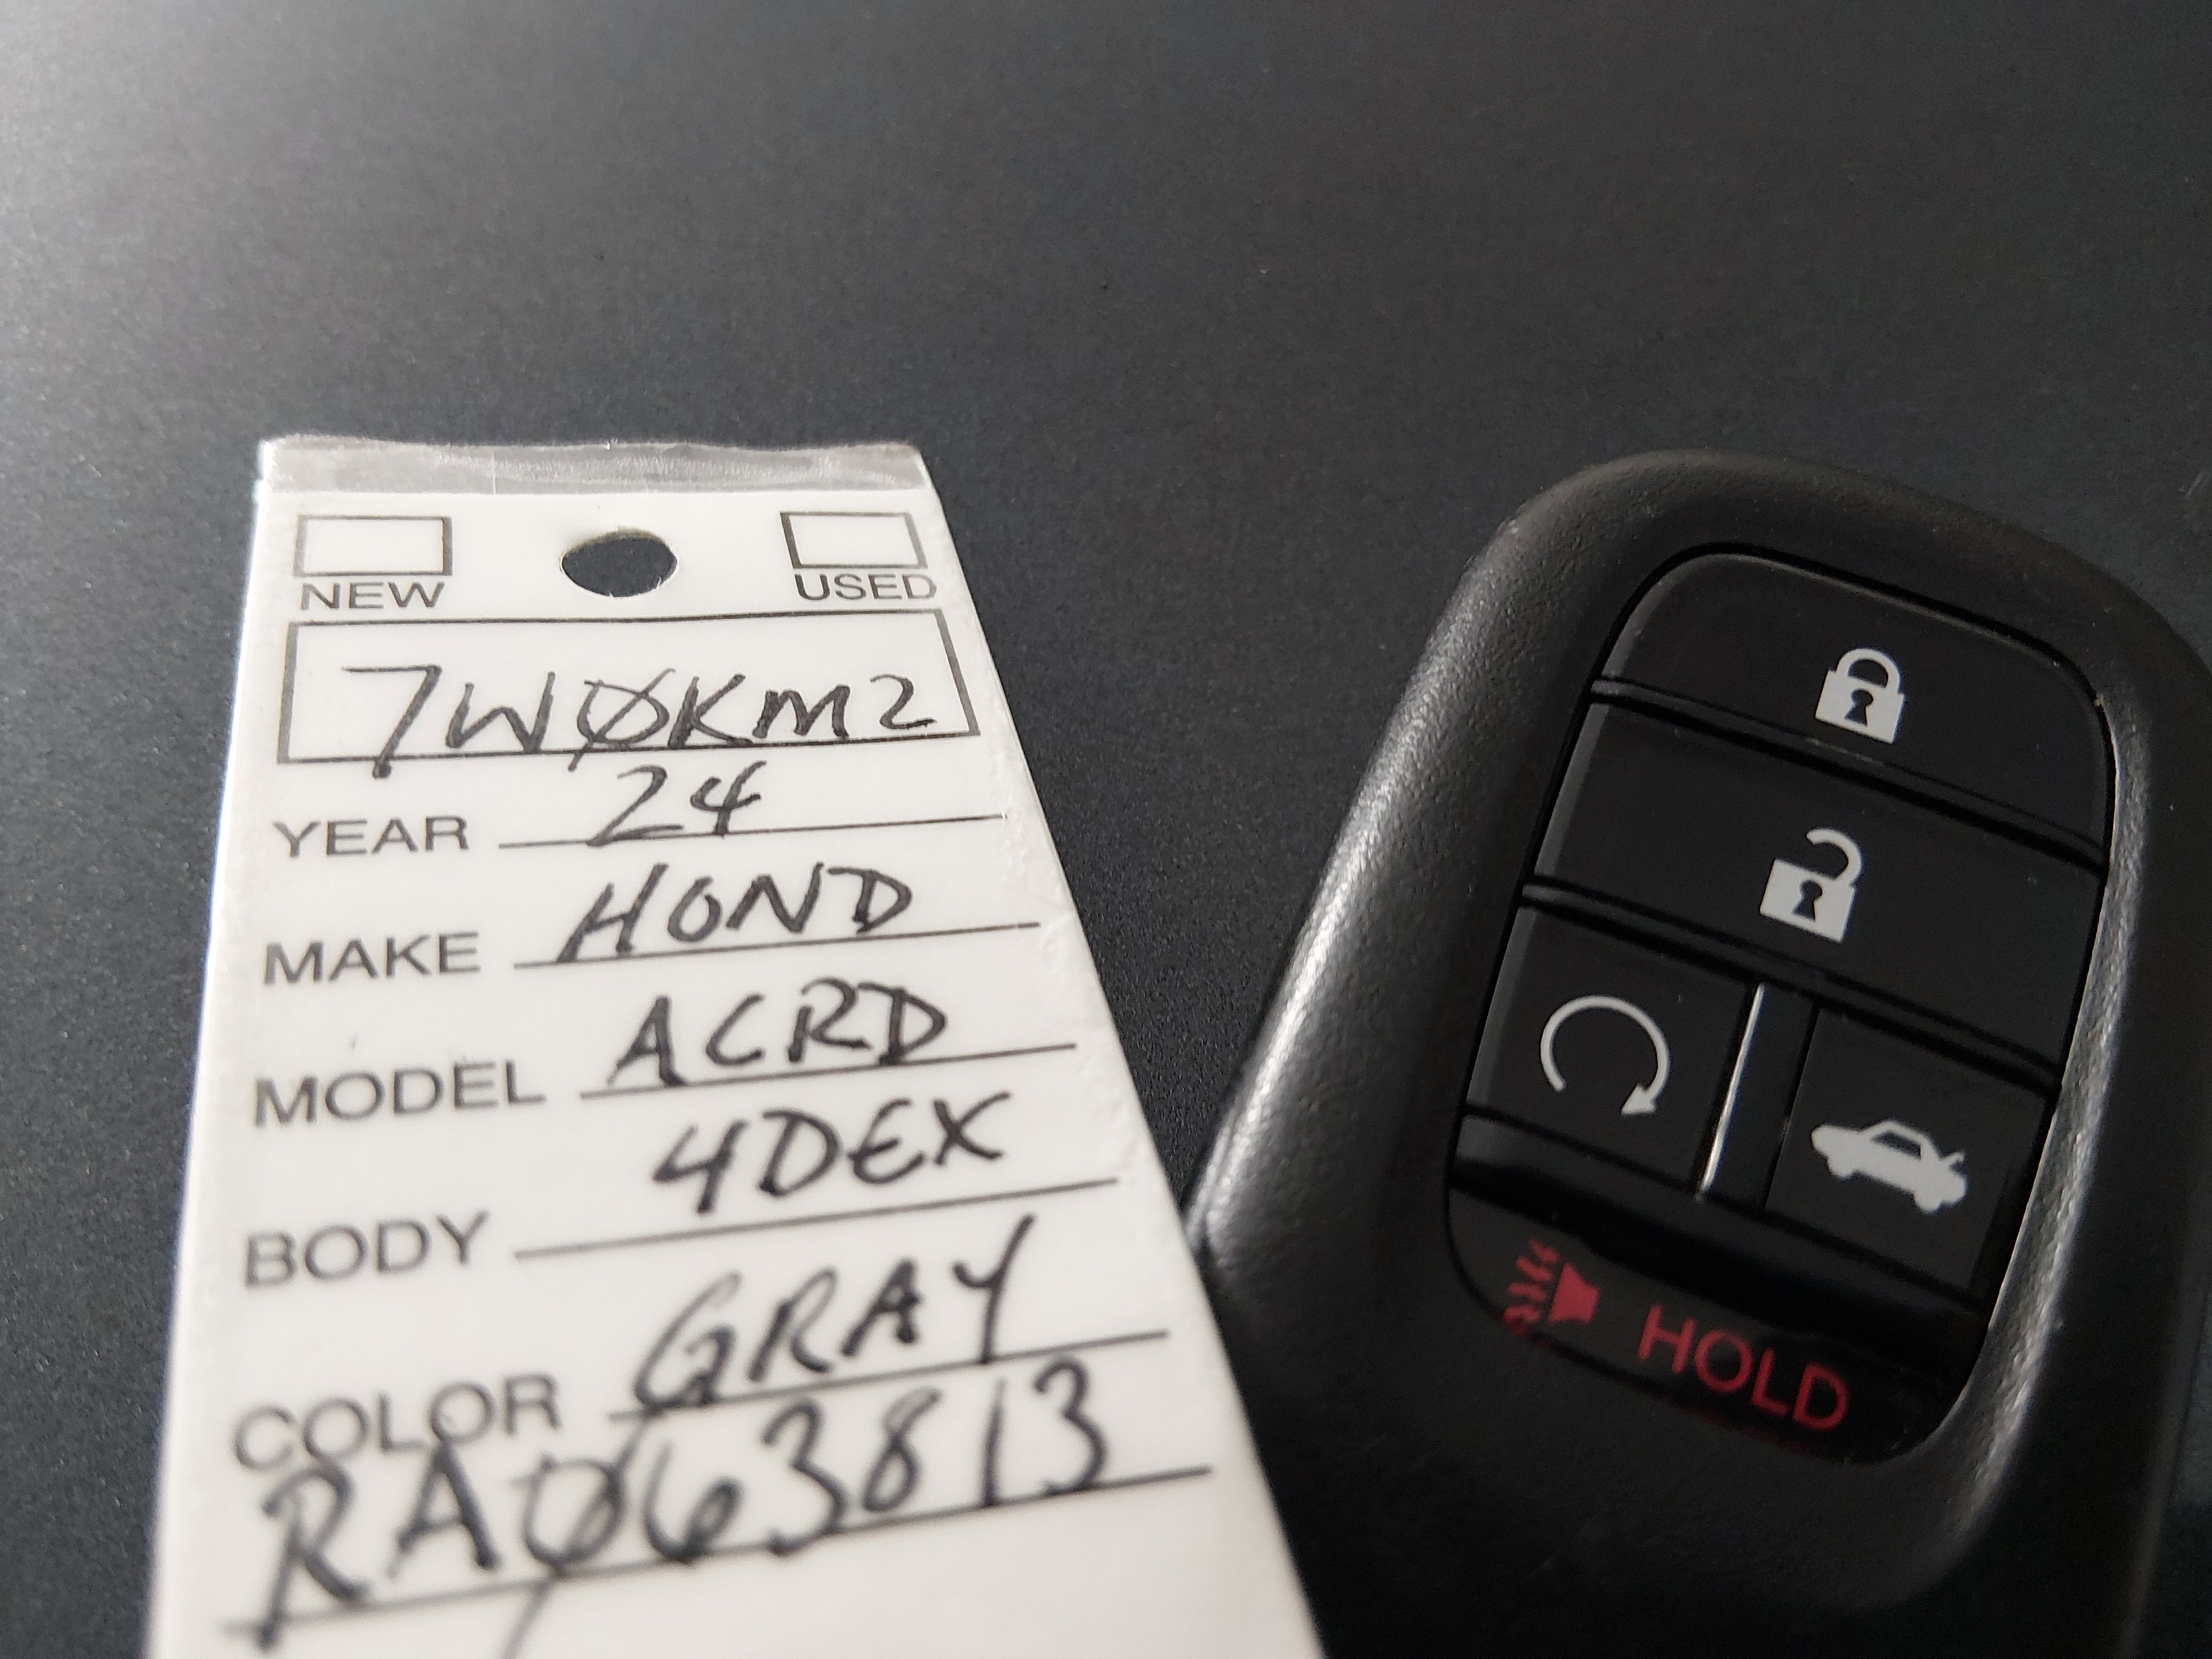 NEW USED
7WØKM2
YEAR 24
MAKE HOND
MODEL ACRD
BODY 4DEX
COLOR GRAY
RAØ63813
HOLD